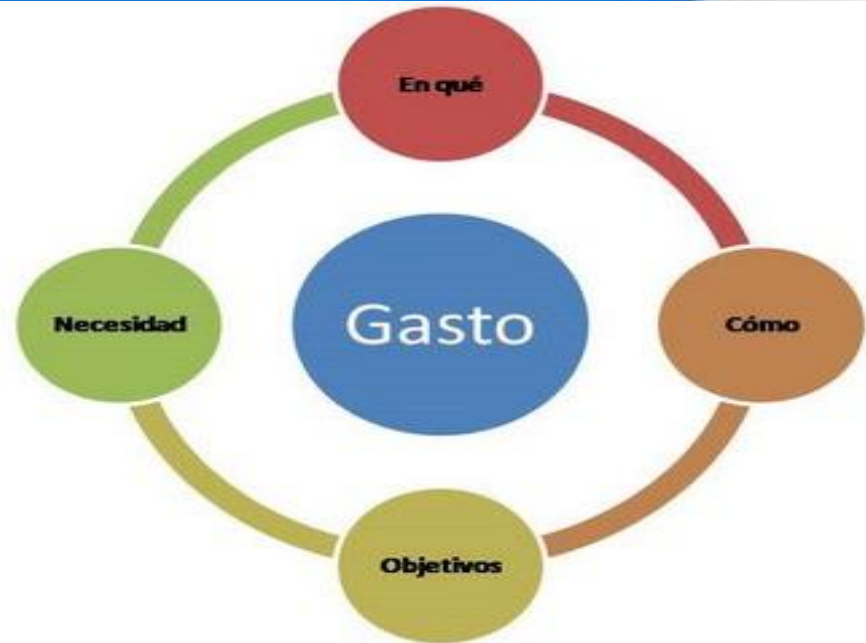 En qué
Necesidad
Gasto
Cómo
Objetivos